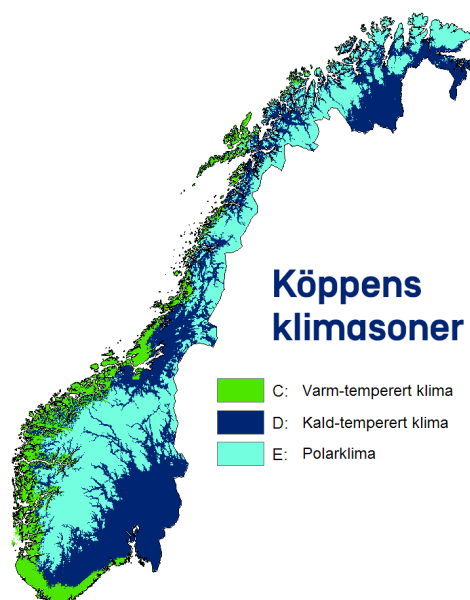 Köppens
klimasoner
C: Varm-temperert klima
D: Kald-temperert klima
E: Polarklima